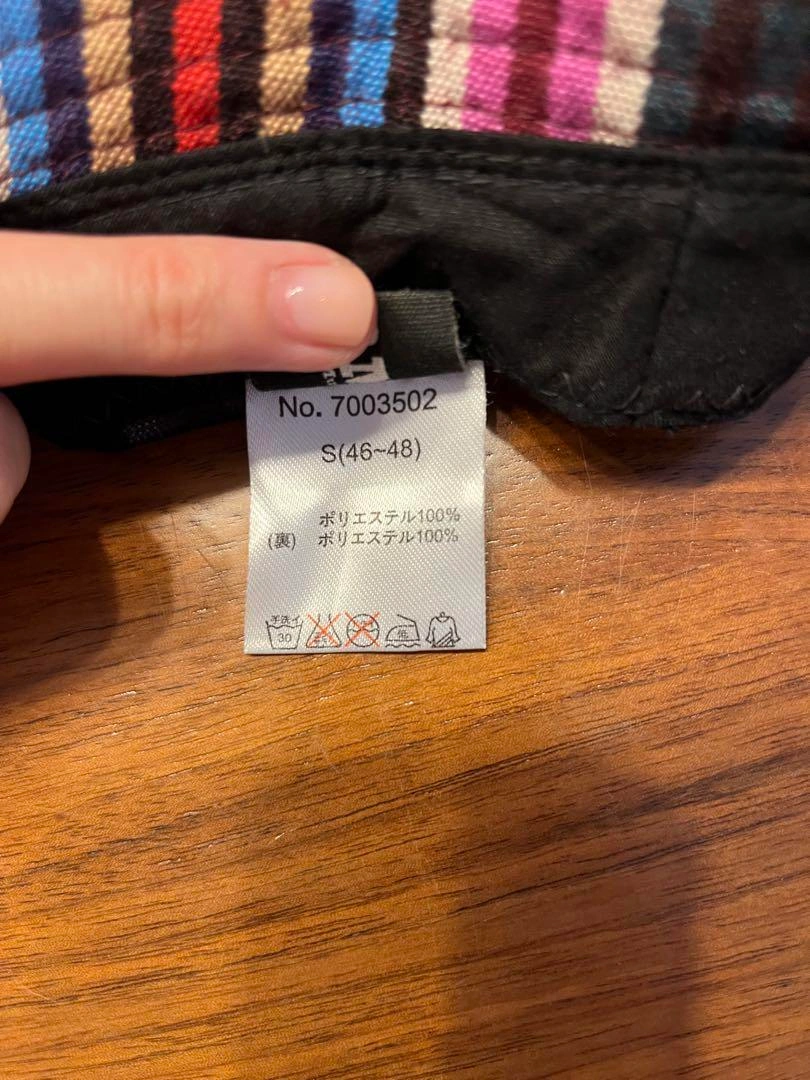 No. 7003502
S(46~48)
ポリエステル100%
(裏) ポリエステル100%
手洗イ
30
低